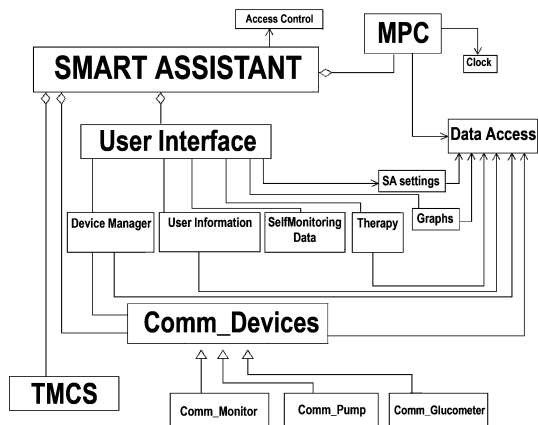 Access Control
MPC
SMART ASSISTANT
Clock
User Interface
Data Access
SA settings
Device Manager
User Information
SelfMonitoring
Data
Therapy
Graphs
Comm_Devices
TMCS
Comm_Monitor
Comm_Pump
Comm_Glucometer